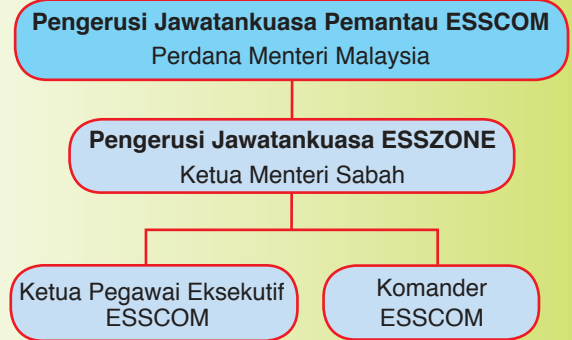 Pengerusi Jawatankuasa Pemantau ESSCOM
Perdana Menteri Malaysia
Pengerusi Jawatankuasa ESSZONE
Ketua Menteri Sabah
Ketua Pegawai Eksekutif
ESSCOM
Komander
ESSCOM